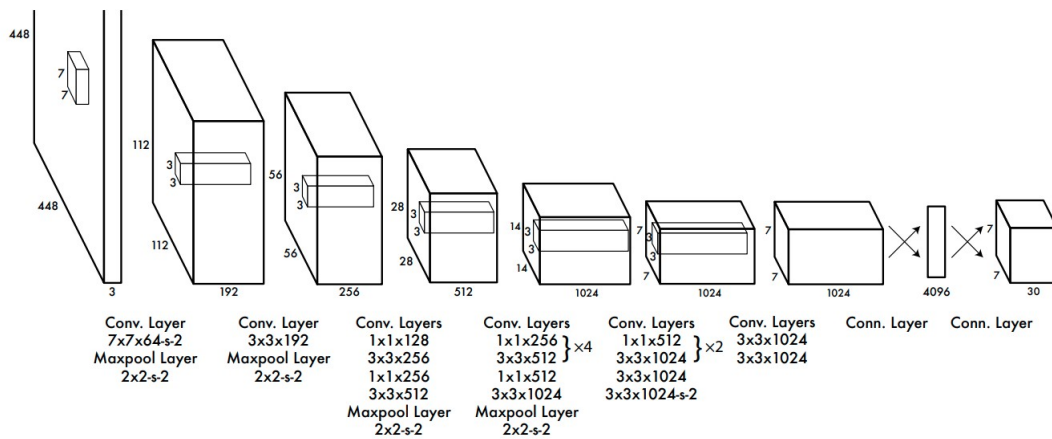 448
7
7
448
3
112
3
3
112
192
56
3
3
56
256
28
3
3
28
512
14
3
3
14
1024
7
3
3
7
1024
7
7
1024
4096
7
7
30
Conv. Layer
7x7x64-s-2
Maxpool Layer
2x2-s-2
Conv. Layer
3x3x192
Maxpool Layer
2x2-s-2
Conv. Layers
1x1x128
3x3x256
1x1x256
3x3x512
Maxpool Layer
2x2-s-2
Conv. Layers
1x1x256
3x3x512 } ×4
1x1x512
3x3x1024
Maxpool Layer
2x2-s-2
Conv. Layers
1x1x512
3x3x1024 } ×2
3x3x1024
3x3x1024-s-2
Conv. Layers
3x3x1024
3x3x1024
Conn. Layer
Conn. Layer